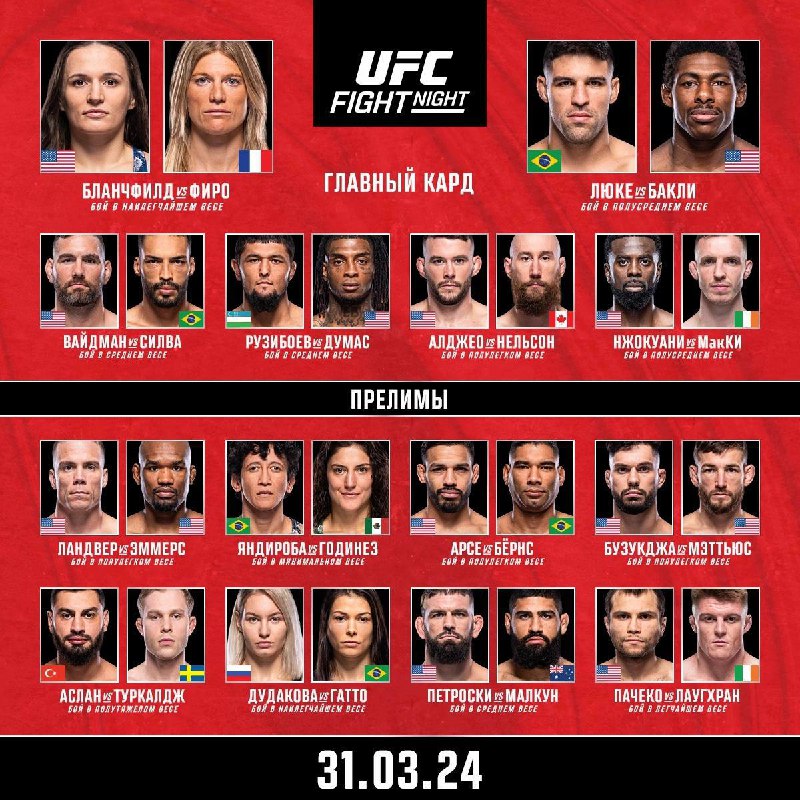 UFC
FIGHT NIGHT
ГЛАВНЫЙ КАРД
БЛАНЧФИЛД vs ФИРО
БОЙ В НАИЛЕГЧАЙШЕМ ВЕСЕ
ЛЮКЕ vs БАКЛИ
БОЙ В ПОЛУСРЕДНЕМ ВЕСЕ
ВАЙДМАН vs СИЛВА
БОЙ В СРЕДНЕМ ВЕСЕ
РУЗИБОЕВ vs ДУМАС
БОЙ В СРЕДНЕМ ВЕСЕ
АЛДЖЕО vs НЕЛЬСОН
БОЙ В ПОЛУЛЕГКОМ ВЕСЕ
НЖОКУАНИ vs МакКИ
БОЙ В ПОЛУСРЕДНЕМ ВЕСЕ
ПРЕЛИМЫ
ЛАНДВЕР vs ЭММЕРС
БОЙ В ПОЛУЛЕГКОМ ВЕСЕ
ЯНДИРОБА vs ГОДИНЕЗ
БОЙ В МИНИМАЛЬНОМ ВЕСЕ
АРСЕ vs БЁРНС
БОЙ В ПОЛУЛЕГКОМ ВЕСЕ
БУЗУКДЖА vs МЭТТЬЮС
БОЙ В ПОЛУЛЕГКОМ ВЕСЕ
АСЛАН vs ТУРКАЛДЖ
БОЙ В ПОЛУТЯЖЕЛОМ ВЕСЕ
ДУДАКОВА vs ГАТТО
БОЙ В НАИЛЕГЧАЙШЕМ ВЕСЕ
ПЕТРОСКИ vs МАЛКУН
БОЙ В СРЕДНЕМ ВЕСЕ
ПАЧЕКО vs ЛАУГХРАН
БОЙ В ЛЕГЧАЙШЕМ ВЕСЕ
31.03.24